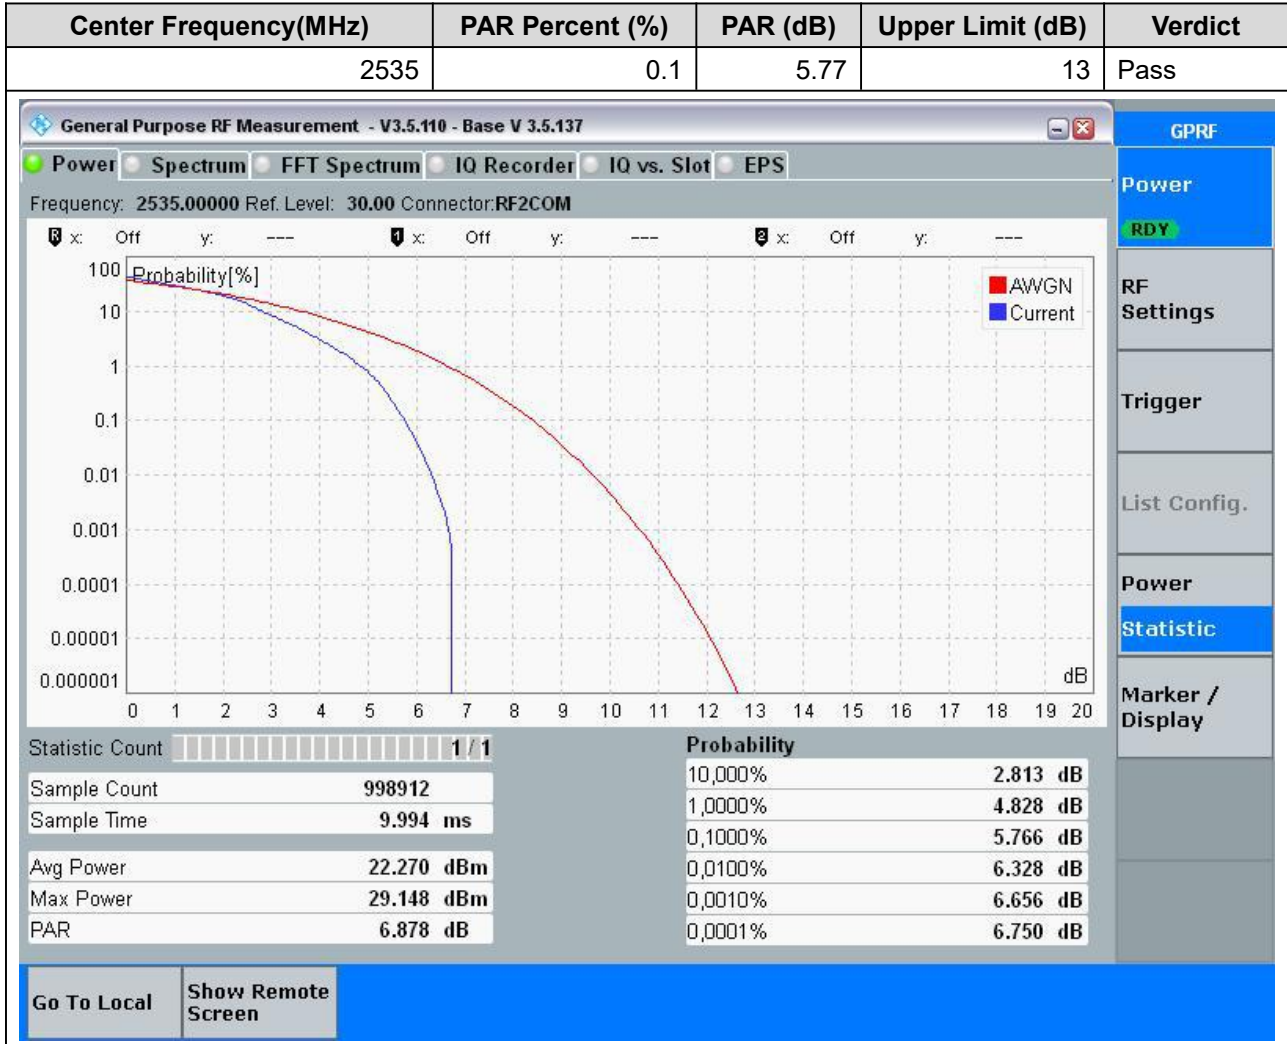 Center Frequency(MHz) PAR Percent (%) PAR (dB) Upper Limit (dB) Verdict
2535 0.1 5.77 13 Pass
General Purpose RF Measurement - V3.5.110 - Base V 3.5.137
GPRF
Power Spectrum FFT Spectrum IQ Recorder IQ vs. Slot EPS
Frequency: 2535.00000 Ref. Level: 30.00 Connector:RF2COM
R x: Off y: --- 1 x: Off y: --- 2 x: Off y: ---
Probability[%]
100
10
1
0.1
0.01
0.001
0.0001
0.00001
0.000001
AWGN
Current
dB
0 1 2 3 4 5 6 7 8 9 10 11 12 13 14 15 16 17 18 19 20
Statistic Count 1 / 1
Sample Count 998912
Sample Time 9.994 ms
Avg Power 22.270 dBm
Max Power 29.148 dBm
PAR 6.878 dB
Probability
10,000% 2.813 dB
1,0000% 4.828 dB
0,1000% 5.766 dB
0,0100% 6.328 dB
0,0010% 6.656 dB
0,0001% 6.750 dB
Power
RDY
RF
Settings
Trigger
List Config.
Power
Statistic
Marker /
Display
Go To Local
Show Remote
Screen